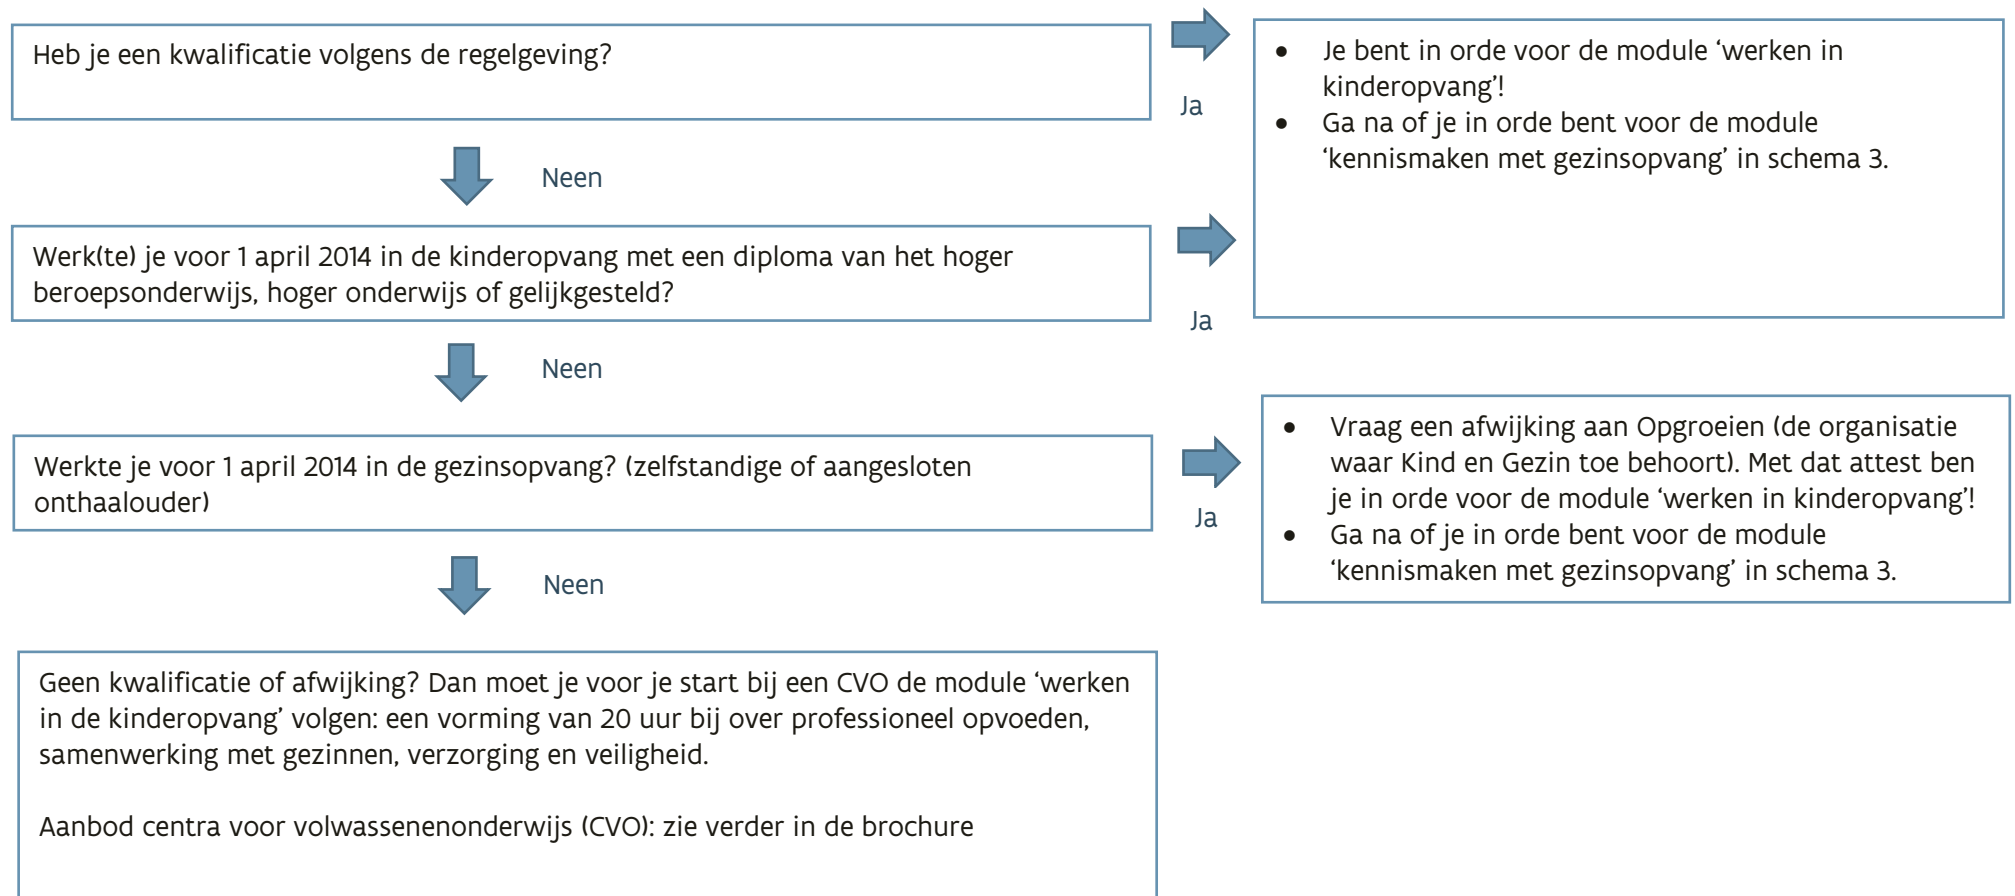 Heb je een kwalificatie volgens de regelgeving?
Ja
• Je bent in orde voor de module ‘werken in
kinderopvang’!
• Ga na of je in orde bent voor de module
‘kennismaken met gezinsopvang’ in schema 3.
Neen
Werk(te) je voor 1 april 2014 in de kinderopvang met een diploma van het hoger
beroepsonderwijs, hoger onderwijs of gelijkgesteld?
Ja
Neen
Werkte je voor 1 april 2014 in de gezinsopvang? (zelfstandige of aangesloten
onthaalouder)
Ja
• Vraag een afwijking aan Opgroeien (de organisatie
waar Kind en Gezin toe behoort). Met dat attest ben
je in orde voor de module ‘werken in kinderopvang’!
• Ga na of je in orde bent voor de module
‘kennismaken met gezinsopvang’ in schema 3.
Neen
Geen kwalificatie of afwijking? Dan moet je voor je start bij een CVO de module ‘werken
in de kinderopvang’ volgen: een vorming van 20 uur bij over professioneel opvoeden,
samenwerking met gezinnen, verzorging en veiligheid.
Aanbod centra voor volwassenenonderwijs (CVO): zie verder in de brochure